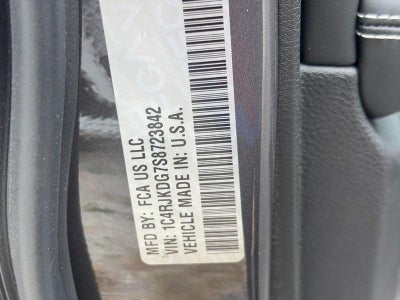 MFD BY: FCA US LLC
VIN: 1C4RJKDG7S8723842
VEHICLE MADE IN: U.S.A.